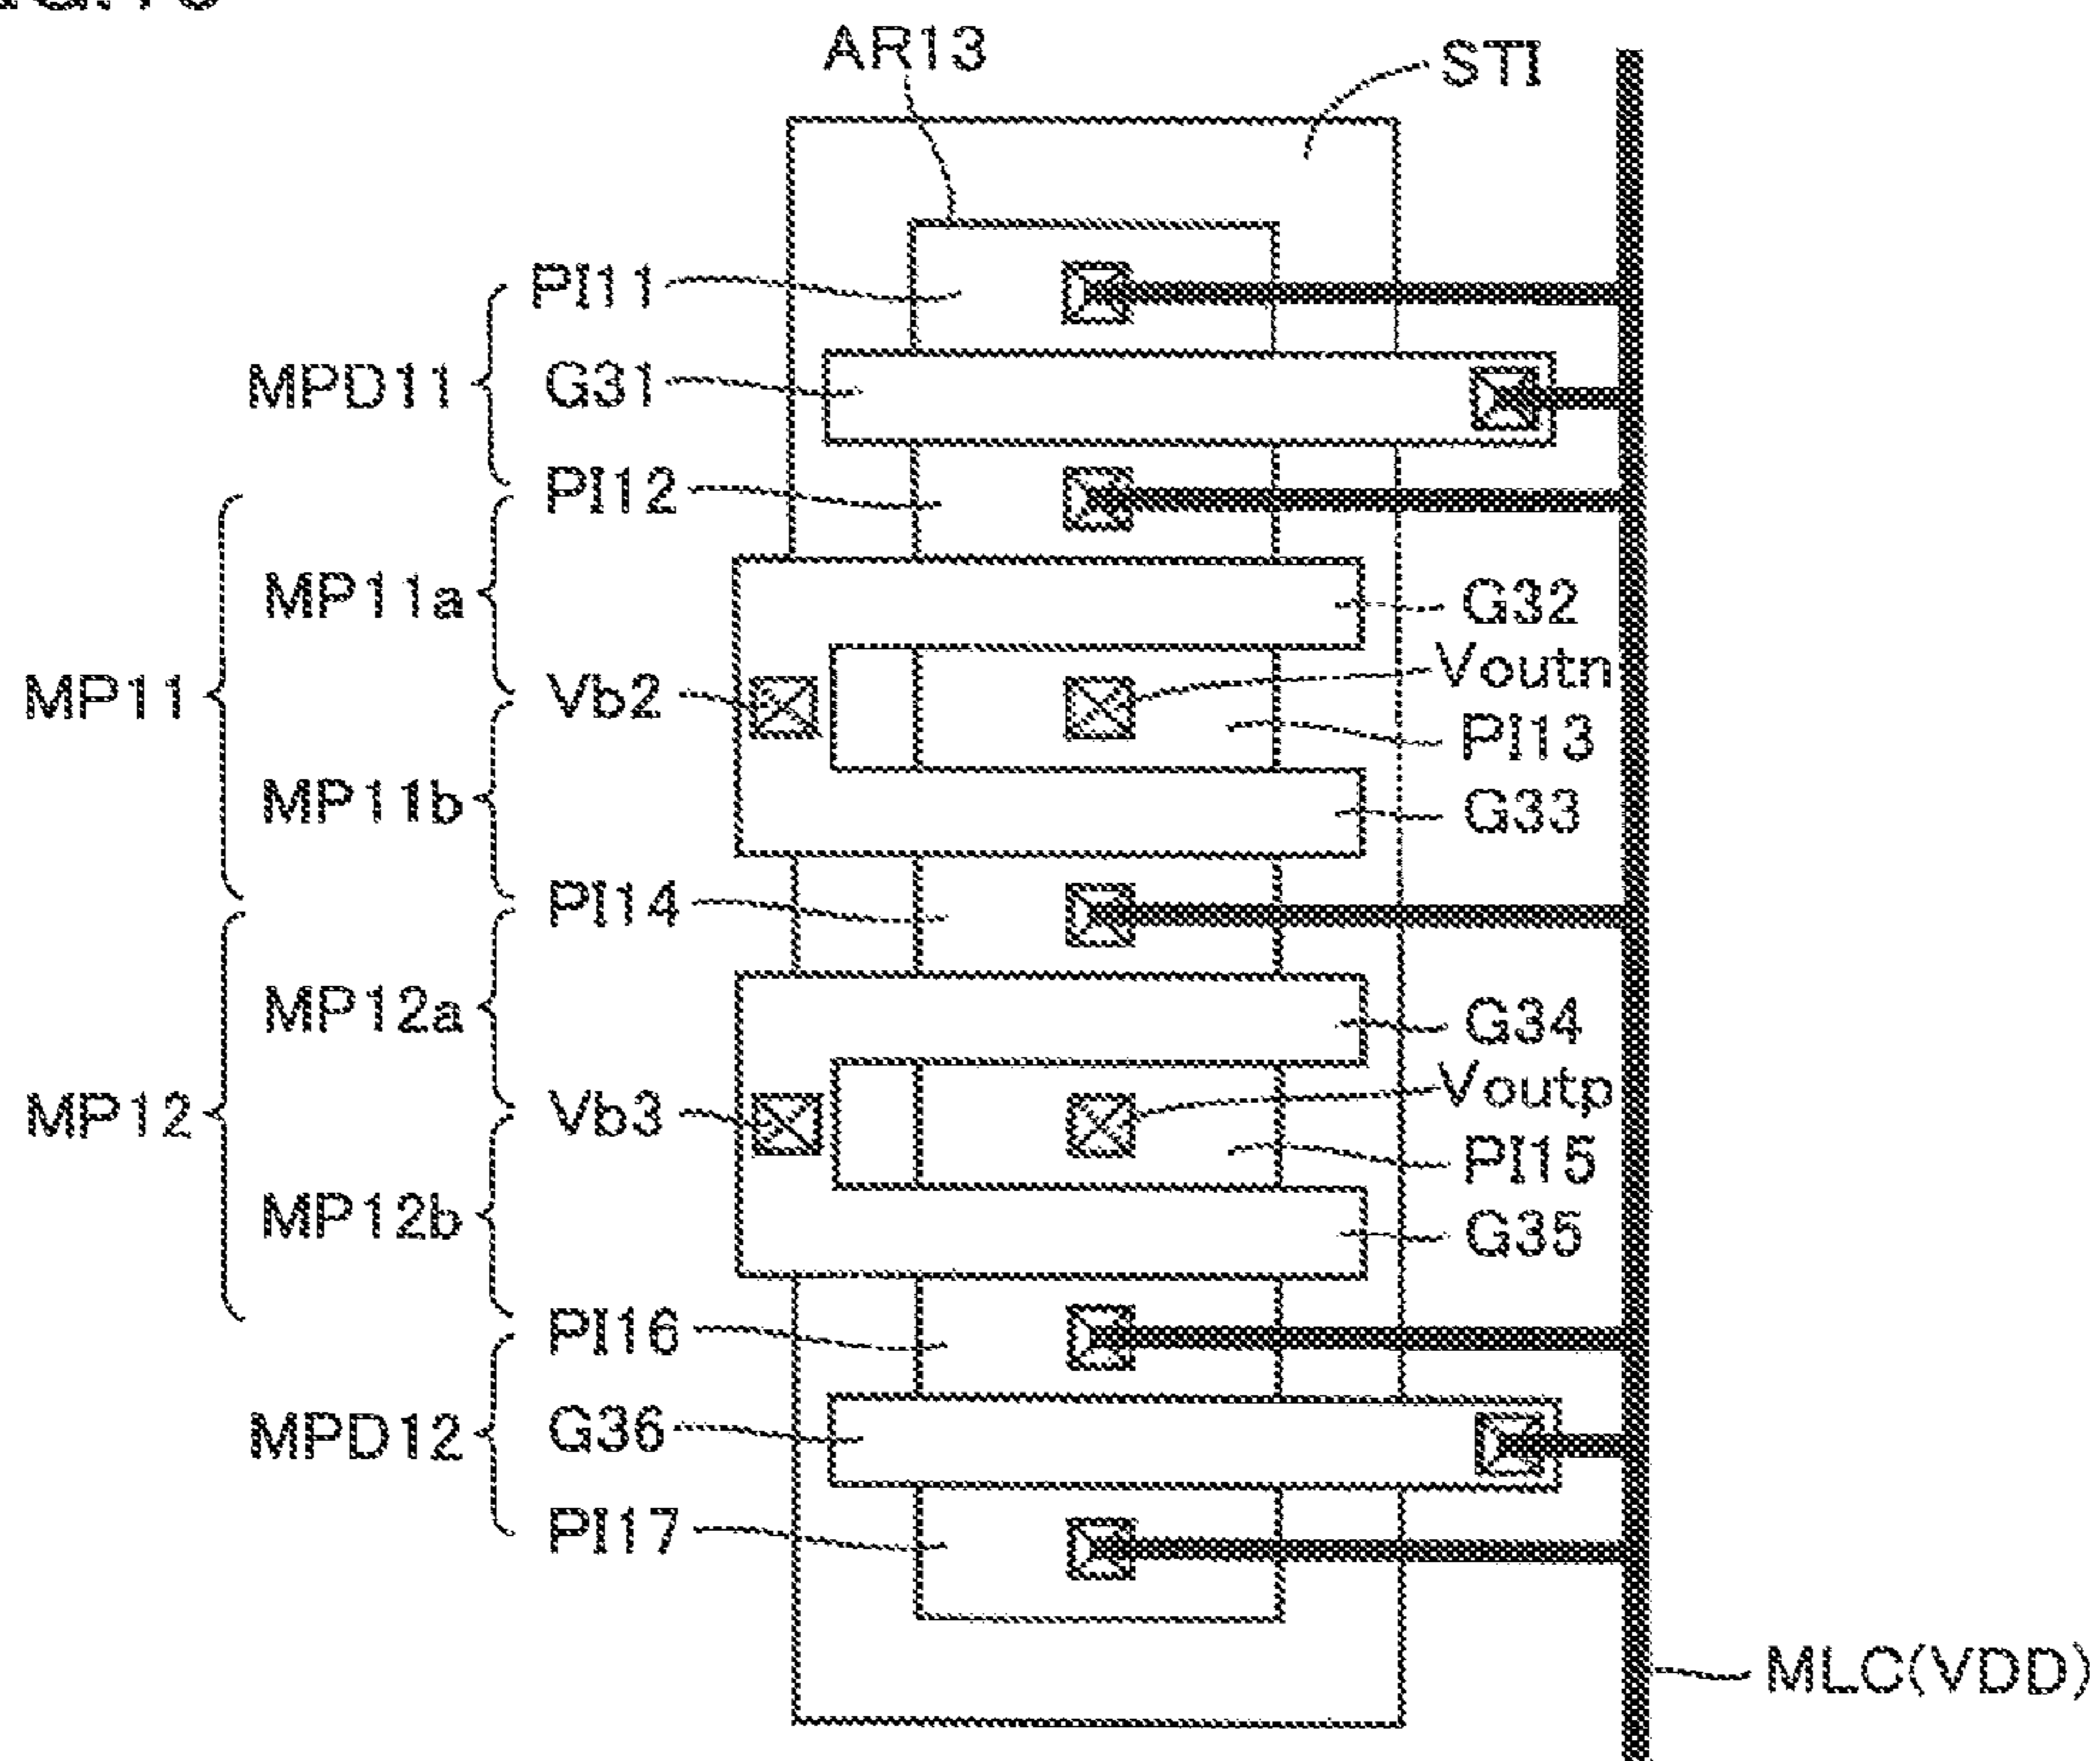 AR13
STI
PI11
MPD11
G31
PI12
MP11a
G32
Voutn
MP11
Vb2
PI13
MP11b
G33
PI14
MP12a
G34
Voutp
MP12
Vb3
PI15
MP12b
G35
PI16
MPD12
G36
PI17
MLC(VDD)